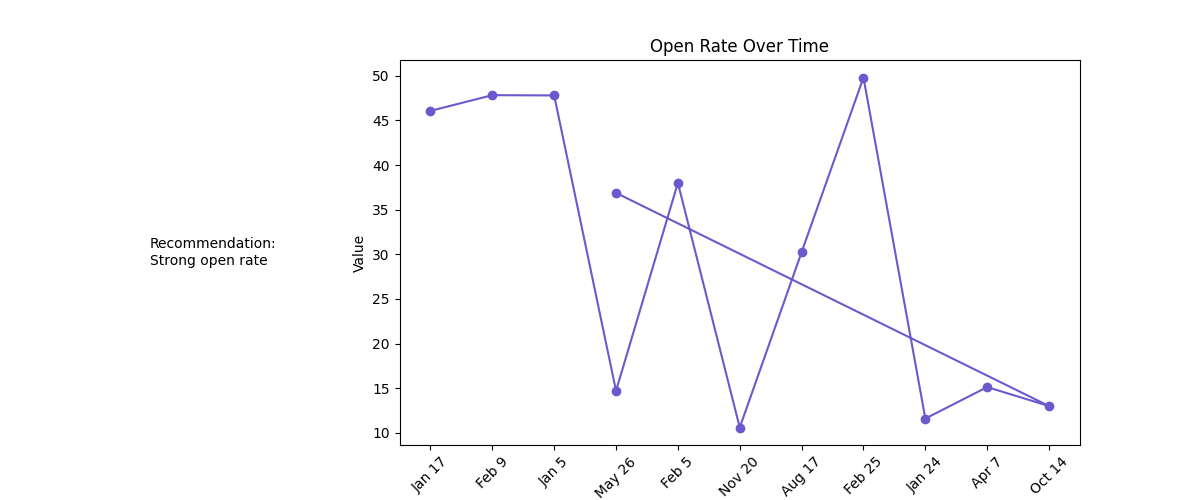 Open Rate Over Time
Recommendation:
Strong open rate
Value
50
45
40
35
30
25
20
15
10
Jan 17
Feb 9
Jan 5
May 26
Feb 5
Nov 20
Aug 17
Feb 25
Jan 24
Apr 7
Oct 14